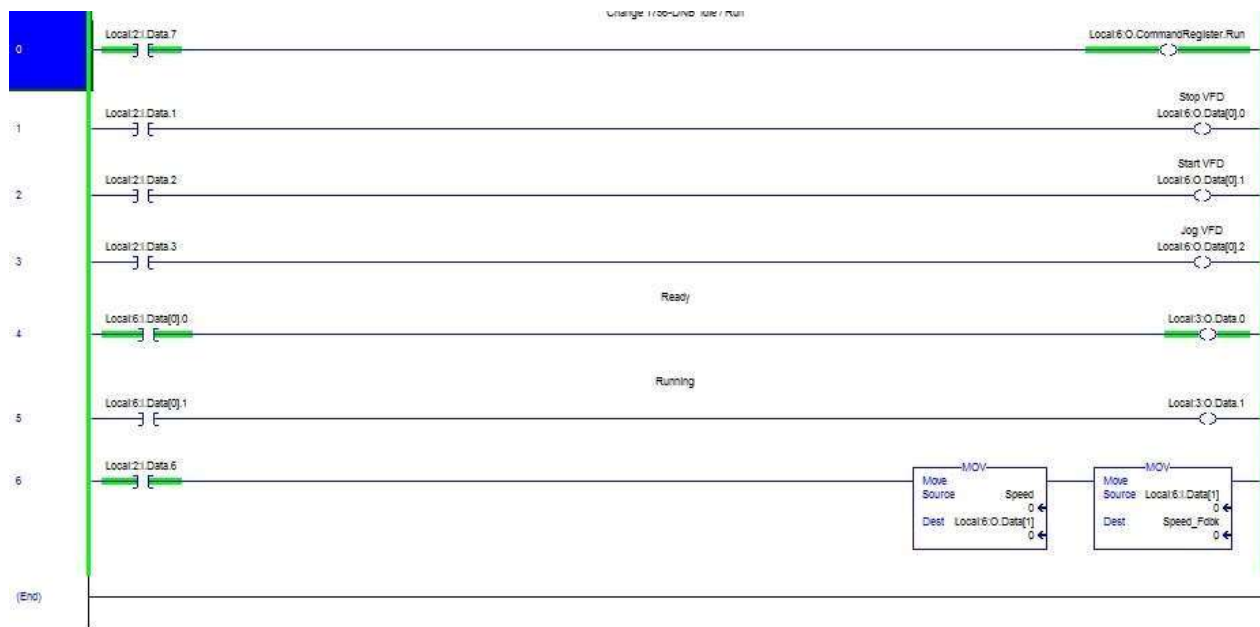 Change 1756-DNB Idle / Run
0
Local:2:I.Data.7
Local:6:O.CommandRegister.Run
1
Local:2:I.Data.1
Stop VFD
Local:6:O.Data[0].0
2
Local:2:I.Data.2
Start VFD
Local:6:O.Data[0].1
3
Local:2:I.Data.3
Jog VFD
Local:6:O.Data[0].2
Ready
4
Local:6:I.Data[0].0
Local:3:O.Data.0
Running
5
Local:6:I.Data[0].1
Local:3:O.Data.1
6
Local:2:I.Data.6
MOV
Move
Source Speed
0
Dest Local:6:O.Data[1]
0
MOV
Move
Source Local:6:I.Data[1]
0
Dest Speed_Fdbk
0
(End)